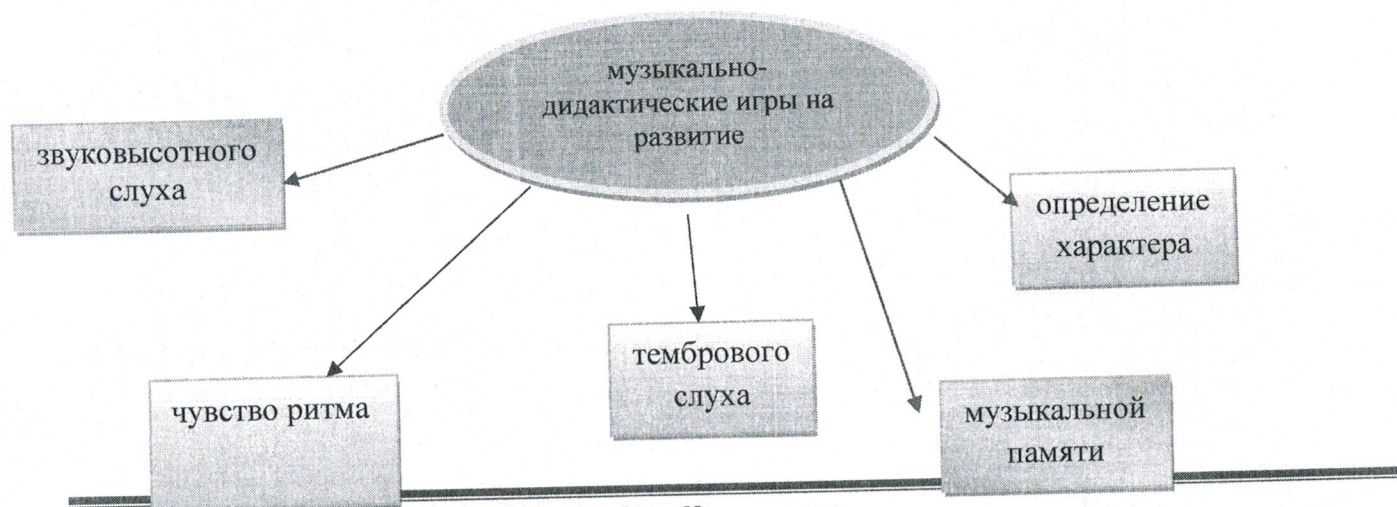 музыкально-
дидактические игры на
развитие
звуковысотного
слуха
определение
характера
тембрового
слуха
чувство ритма
музыкальной
памяти